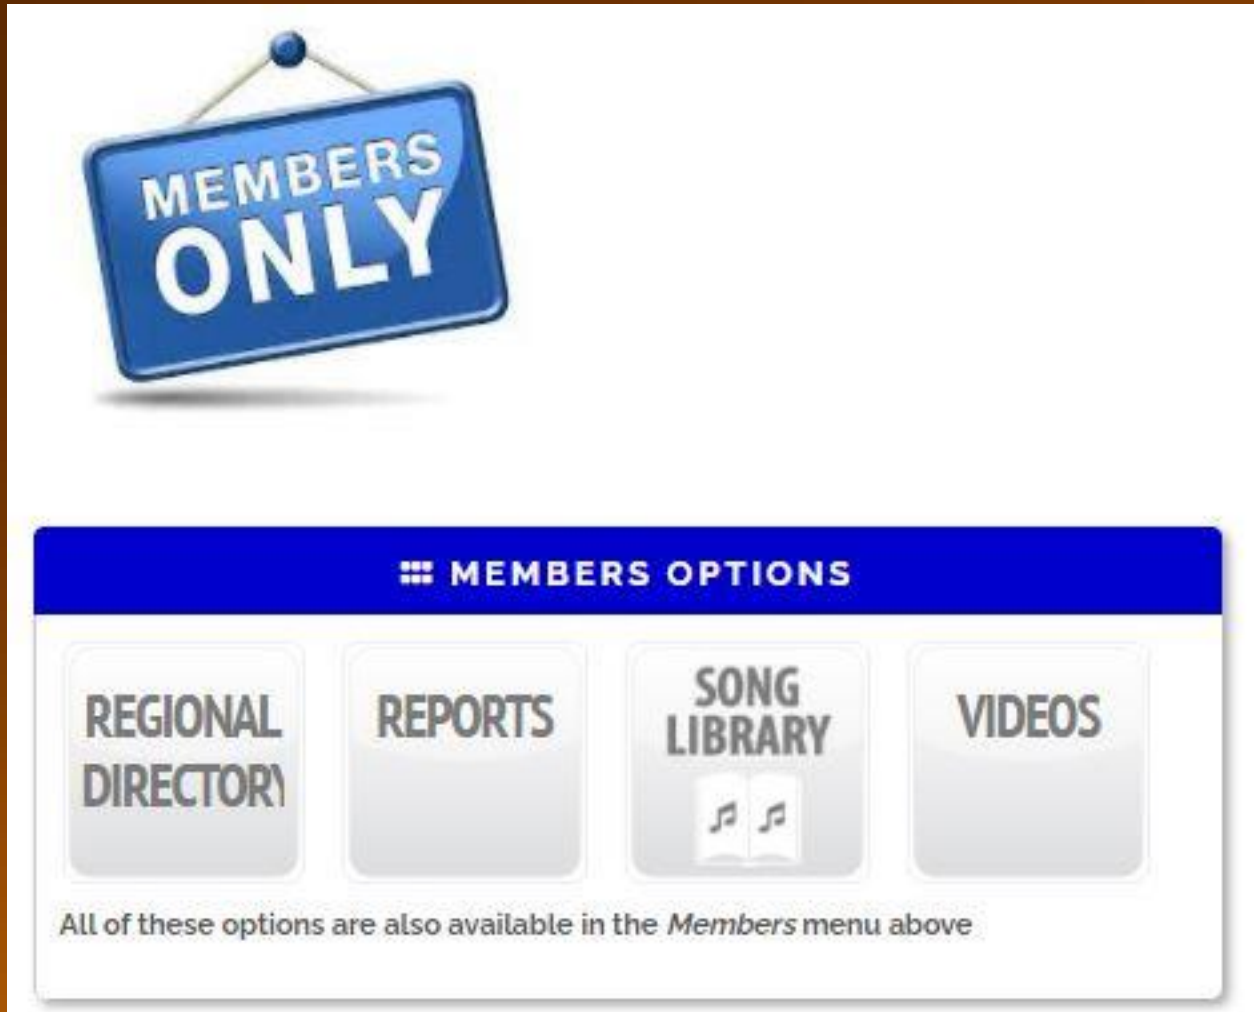 MEMBERS
ONLY
MEMBERS OPTIONS
REGIONAL
DIRECTORY
REPORTS
SONG
LIBRARY
VIDEOS
All of these options are also available in the Members menu above